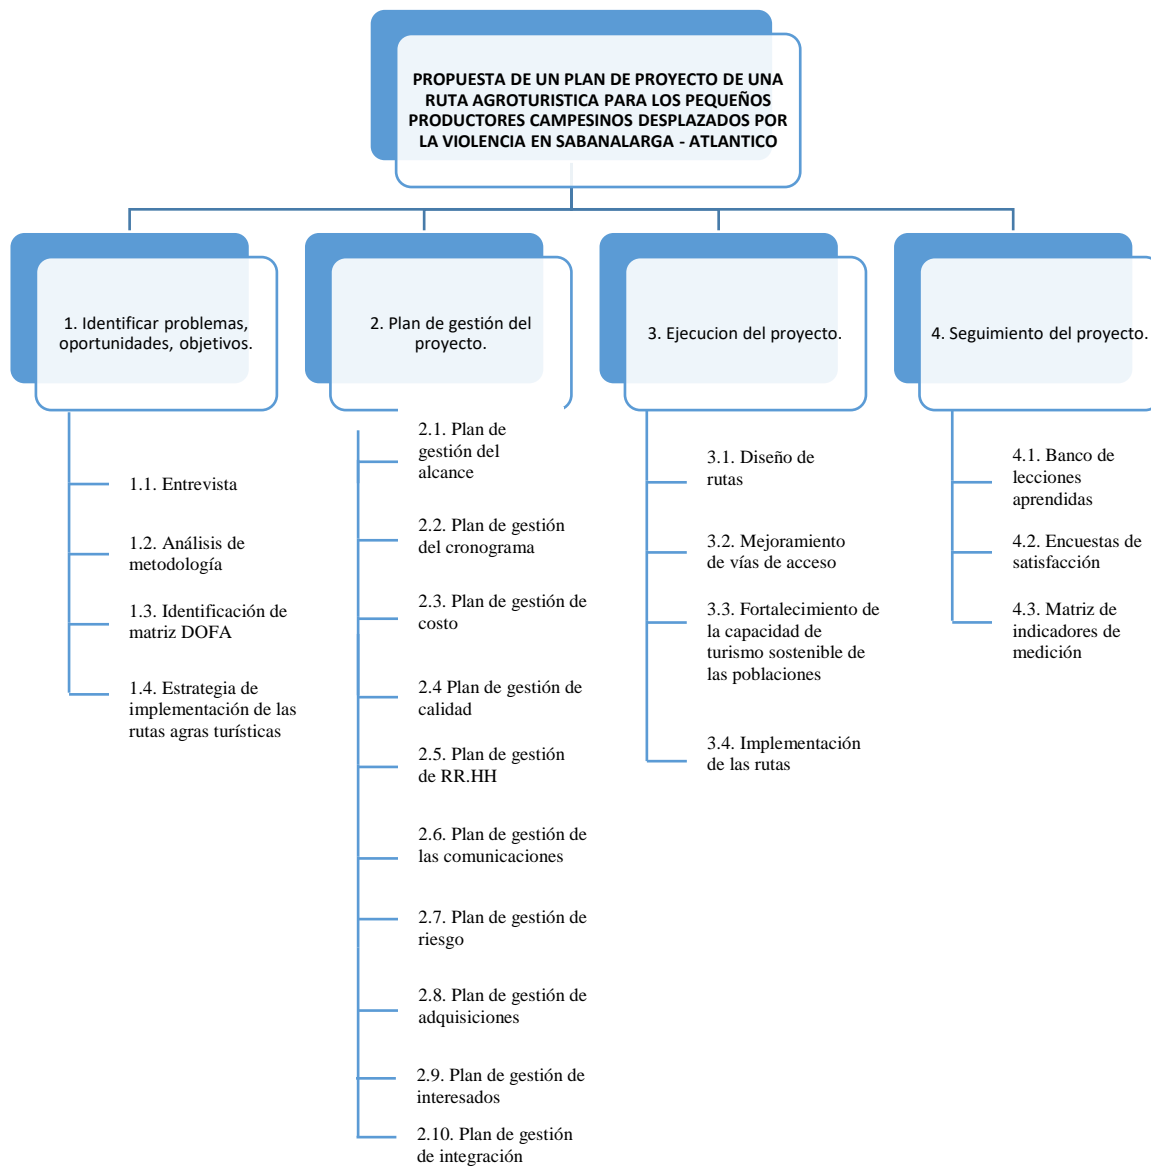 PROPUESTA DE UN PLAN DE PROYECTO DE UNA
RUTA AGROTURISTICA PARA LOS PEQUEÑOS
PRODUCTORES CAMPESINOS DESPLAZADOS POR
LA VIOLENCIA EN SABANALARGA - ATLANTICO
1. Identificar problemas,
oportunidades, objetivos.
1.1. Entrevista
1.2. Análisis de
metodología
1.3. Identificación de
matriz DOFA
1.4. Estrategia de
implementación de las
rutas agras turísticas
2. Plan de gestión del
proyecto.
2.1. Plan de
gestión del
alcance
2.2. Plan de gestión
del cronograma
2.3. Plan de gestión de
costo
2.4 Plan de gestión de
calidad
2.5. Plan de gestión
de RR.HH
2.6. Plan de gestión de
las comunicaciones
2.7. Plan de gestión de
riesgo
2.8. Plan de gestión de
adquisiciones
2.9. Plan de gestión de
interesados
2.10. Plan de gestión
de integración
3. Ejecucion del proyecto.
3.1. Diseño de
rutas
3.2. Mejoramiento
de vías de acceso
3.3. Fortalecimiento de
la capacidad de
turismo sostenible de
las poblaciones
3.4. Implementación
de las rutas
4. Seguimiento del proyecto.
4.1. Banco de
lecciones
aprendidas
4.2. Encuestas de
satisfacción
4.3. Matriz de
indicadores de
medición